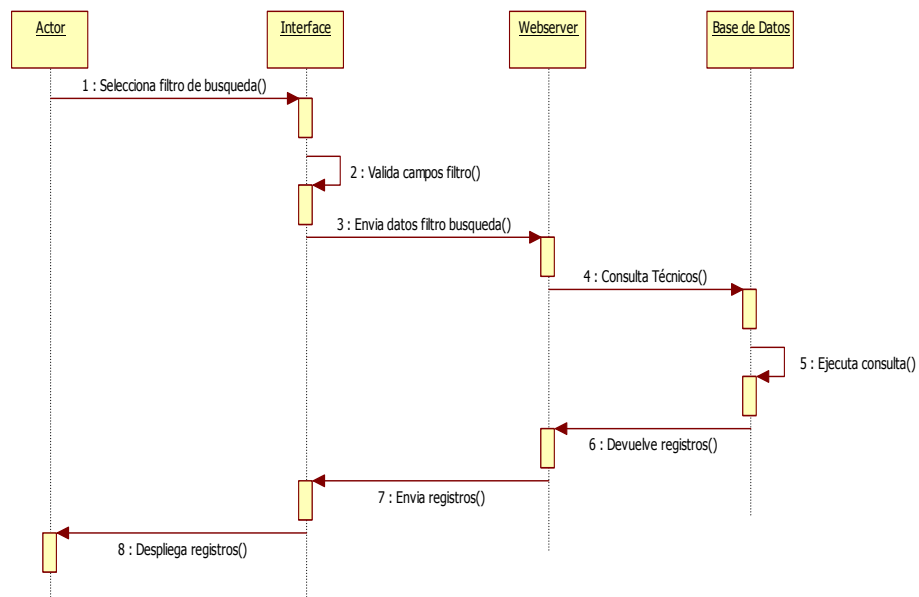 Actor
Interface
Webserver
Base de Datos
1 : Selecciona filtro de busqueda()
2 : Valida campos filtro()
3 : Envia datos filtro busqueda()
4 : Consulta Técnicos()
5 : Ejecuta consulta()
6 : Devuelve registros()
7 : Envia registros()
8 : Despliega registros()